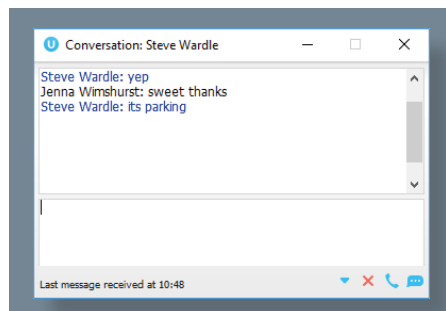 U Conversation: Steve Wardle
Steve Wardle: yep
Jenna Wimshurst: sweet thanks
Steve Wardle: its parking
Last message received at 10:48